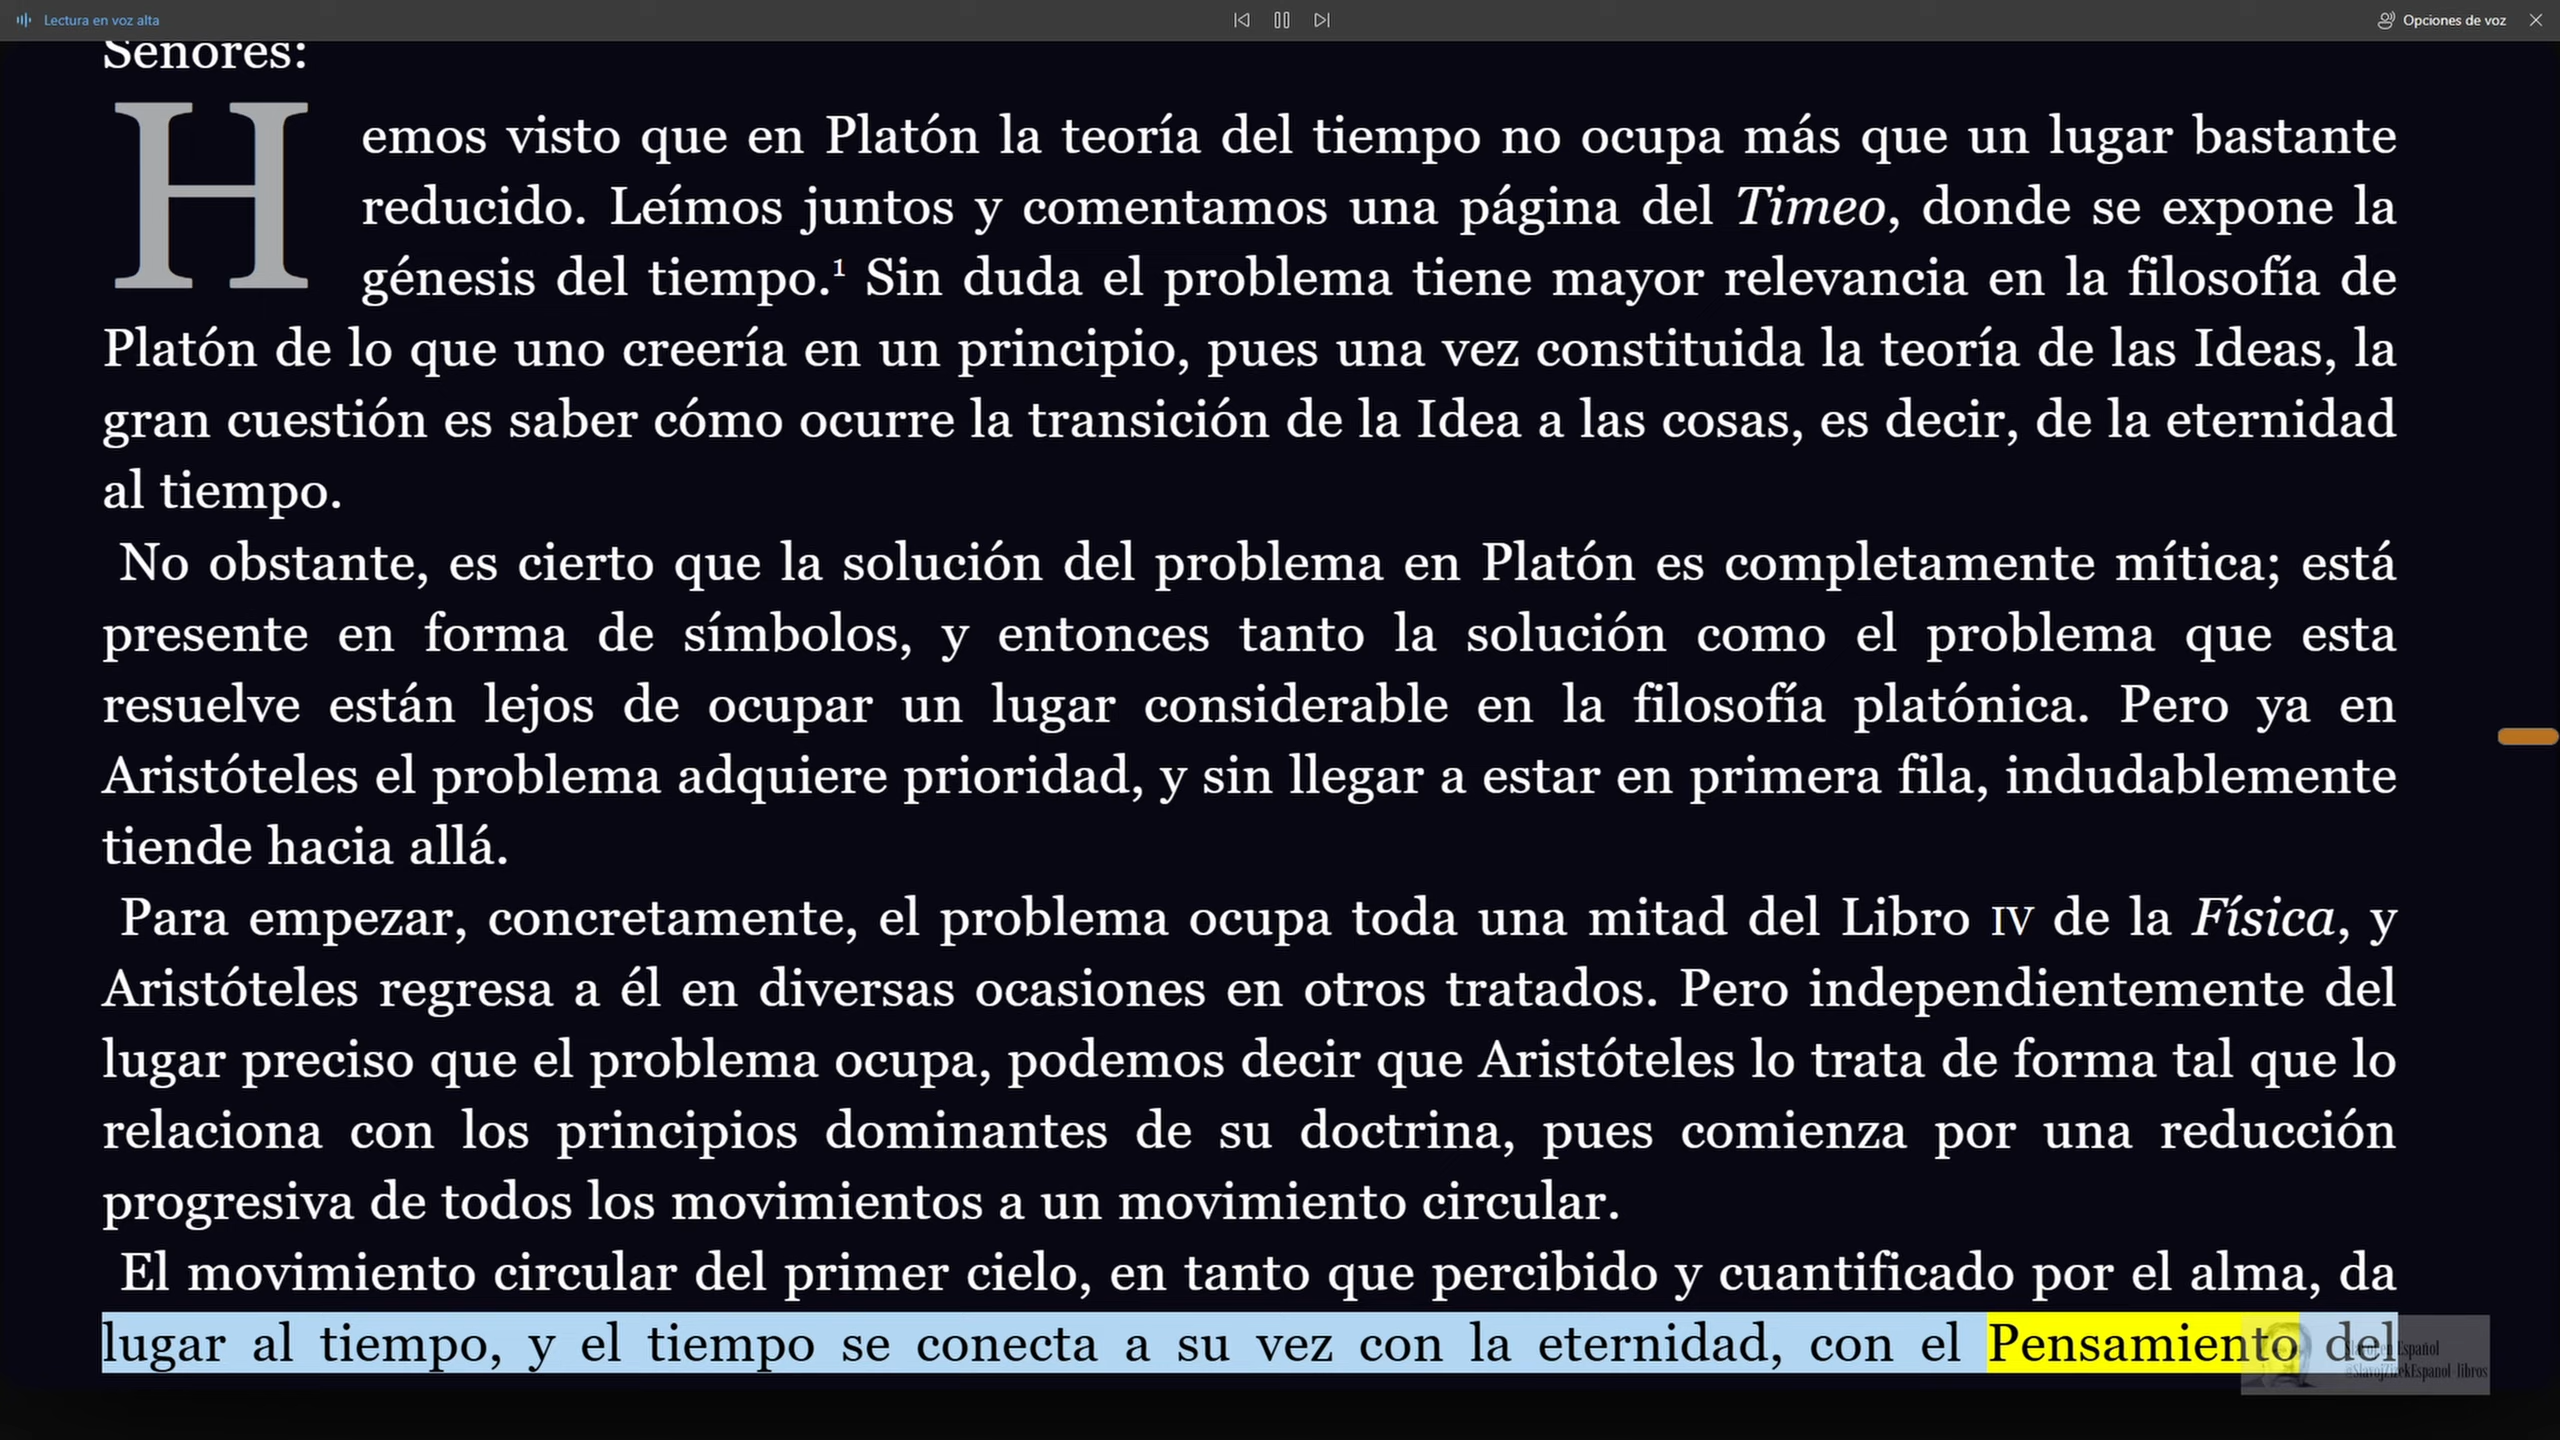 Lectura en voz alta
Opciones de voz
Señores:
Hemos visto que en Platón la teoría del tiempo no ocupa más que un lugar bastante
reducido. Leímos juntos y comentamos una página del Timeo, donde se expone la
génesis del tiempo.¹ Sin duda el problema tiene mayor relevancia en la filosofía de
Platón de lo que uno creería en un principio, pues una vez constituida la teoría de las Ideas, la
gran cuestión es saber cómo ocurre la transición de la Idea a las cosas, es decir, de la eternidad
al tiempo.
No obstante, es cierto que la solución del problema en Platón es completamente mítica; está
presente en forma de símbolos, y entonces tanto la solución como el problema que esta
resuelve están lejos de ocupar un lugar considerable en la filosofía platónica. Pero ya en
Aristóteles el problema adquiere prioridad, y sin llegar a estar en primera fila, indudablemente
tiende hacia allá.
Para empezar, concretamente, el problema ocupa toda una mitad del Libro IV de la Física, y
Aristóteles regresa a él en diversas ocasiones en otros tratados. Pero independientemente del
lugar preciso que el problema ocupa, podemos decir que Aristóteles lo trata de forma tal que lo
relaciona con los principios dominantes de su doctrina, pues comienza por una reducción
progresiva de todos los movimientos a un movimiento circular.
El movimiento circular del primer cielo, en tanto que percibido y cuantificado por el alma, da
lugar al tiempo, y el tiempo se conecta a su vez con la eternidad, con el Pensamiento del
Español